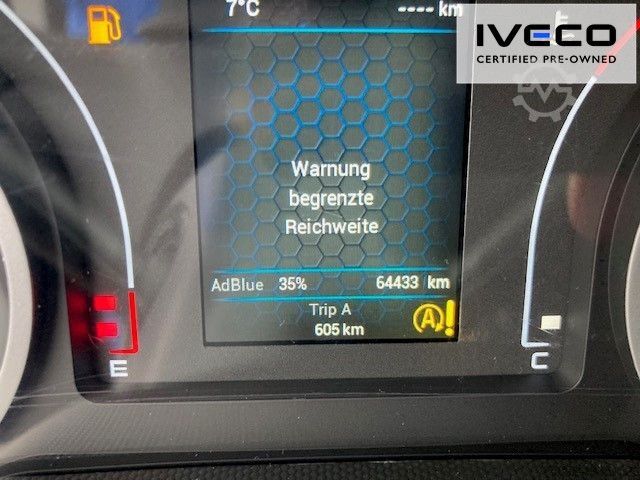 7°C ---- km
IVECO
CERTIFIED PRE-OWNED
Warnung
begrenzte
Reichweite
AdBlue 35% 64433 km
Trip A
605 km
A!
E
C